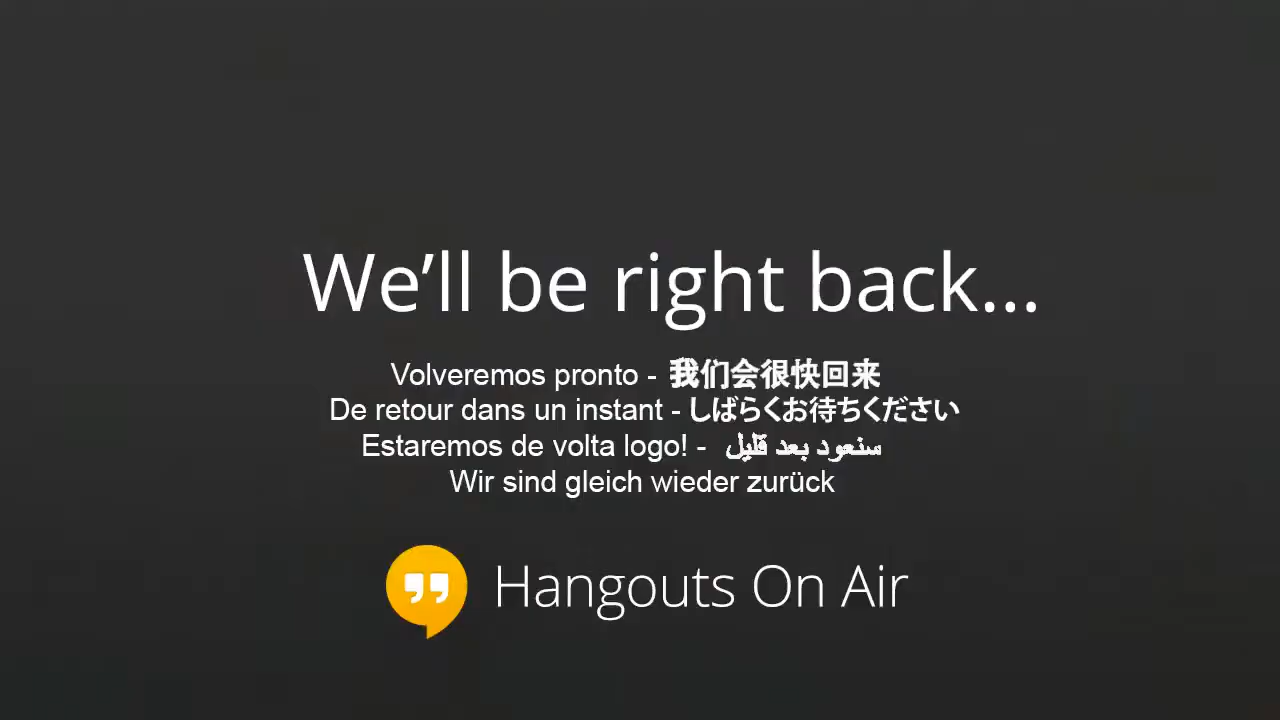 We’ll be right back...
Volveremos pronto - 我们会很快回来
De retour dans un instant - しばらくお待ちください
Estaremos de volta logo! - سنعود بعد قليل
Wir sind gleich wieder zurück
Hangouts On Air